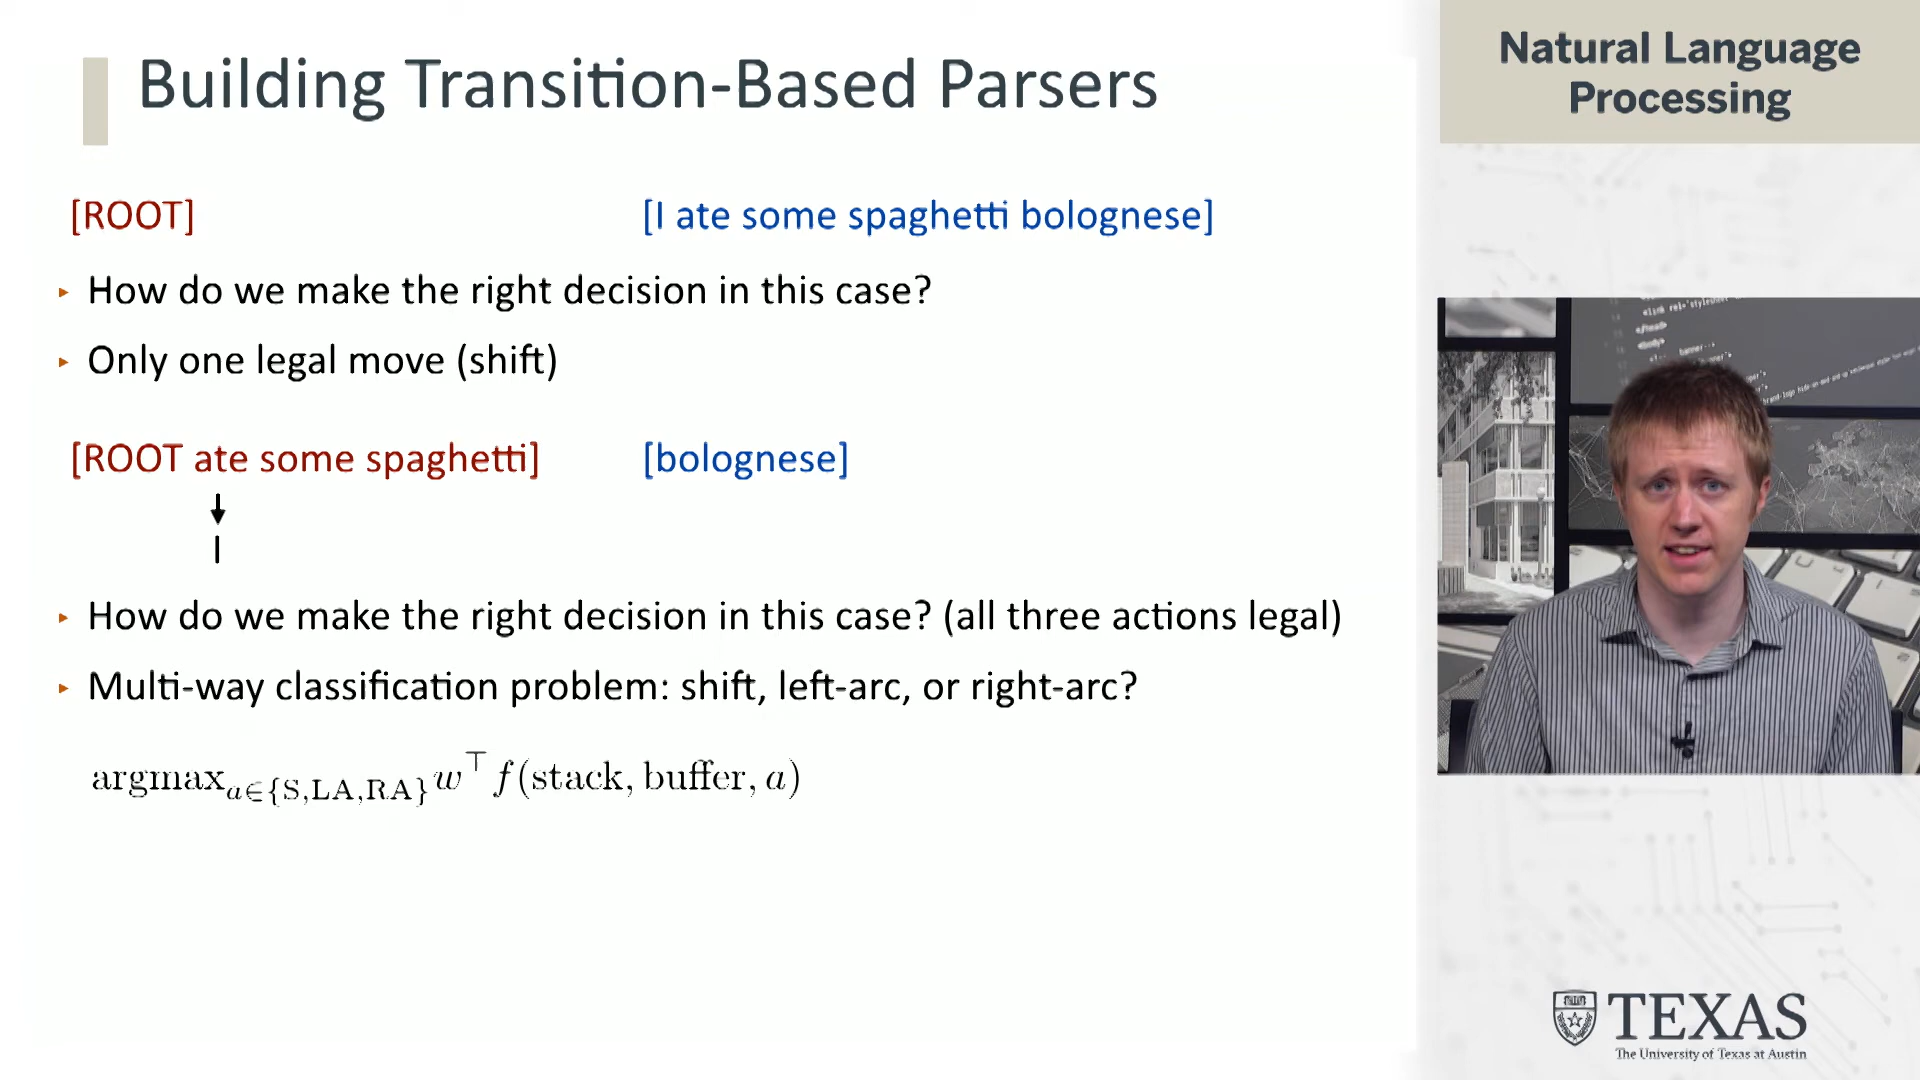 Building Transition-Based Parsers
Natural Language
Processing
[ROOT] [I ate some spaghetti bolognese]
▸ How do we make the right decision in this case?
▸ Only one legal move (shift)
[ROOT ate some spaghetti] [bolognese]
I
▸ How do we make the right decision in this case? (all three actions legal)
▸ Multi-way classification problem: shift, left-arc, or right-arc?
argmax_{a∈{S,LA,RA}} w^⊤ f(stack, buffer, a)
TEXAS
The University of Texas at Austin